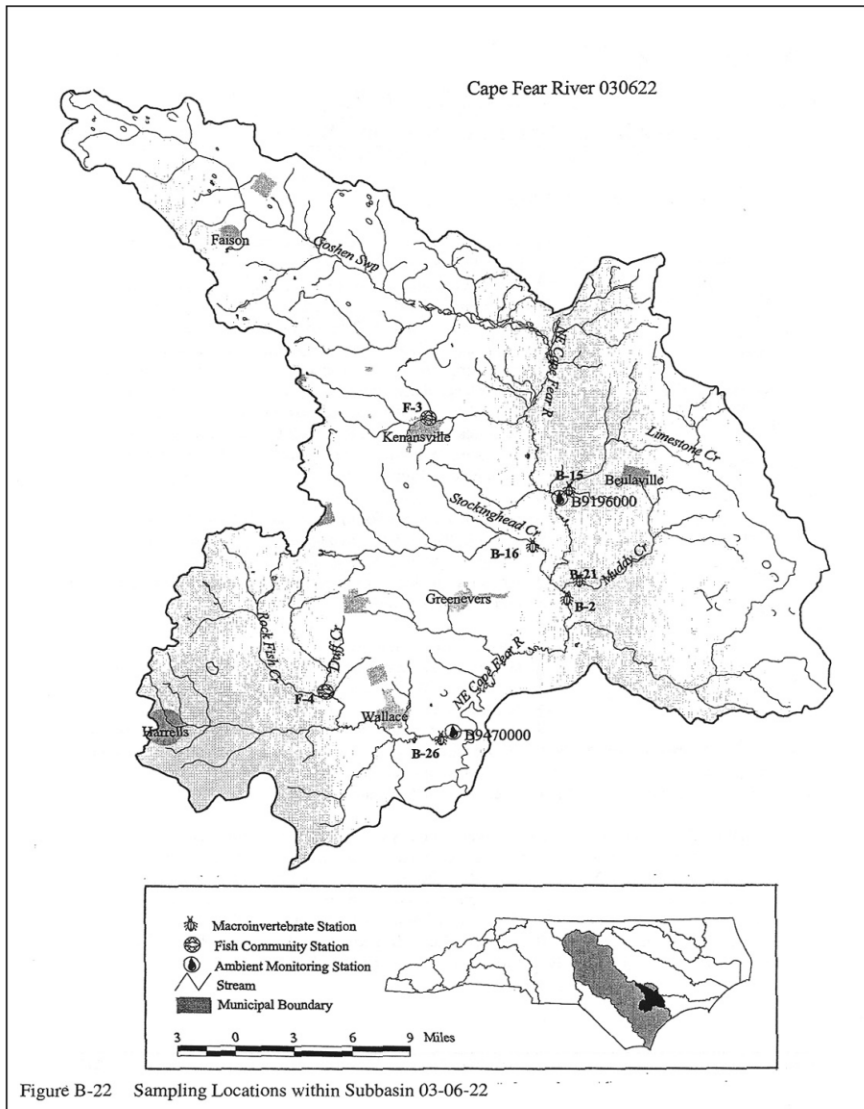 Cape Fear River 030622
Faison
Goshen Swp
NE Cape Fear R
F-3
Kenansville
Limestone Cr
B-15
Beulaville
B9196000
Stockinghead Cr
B-16
B-21
Muddy Cr
B-2
Greenevers
Rock Fish Cr
Duff Cr
NE Cape Fear R
F-4
Wallace
Harrells
B9470000
B-26
Macroinvertebrate Station
Fish Community Station
Ambient Monitoring Station
Stream
Municipal Boundary
3 0 3 6 9 Miles
Figure B-22 Sampling Locations within Subbasin 03-06-22